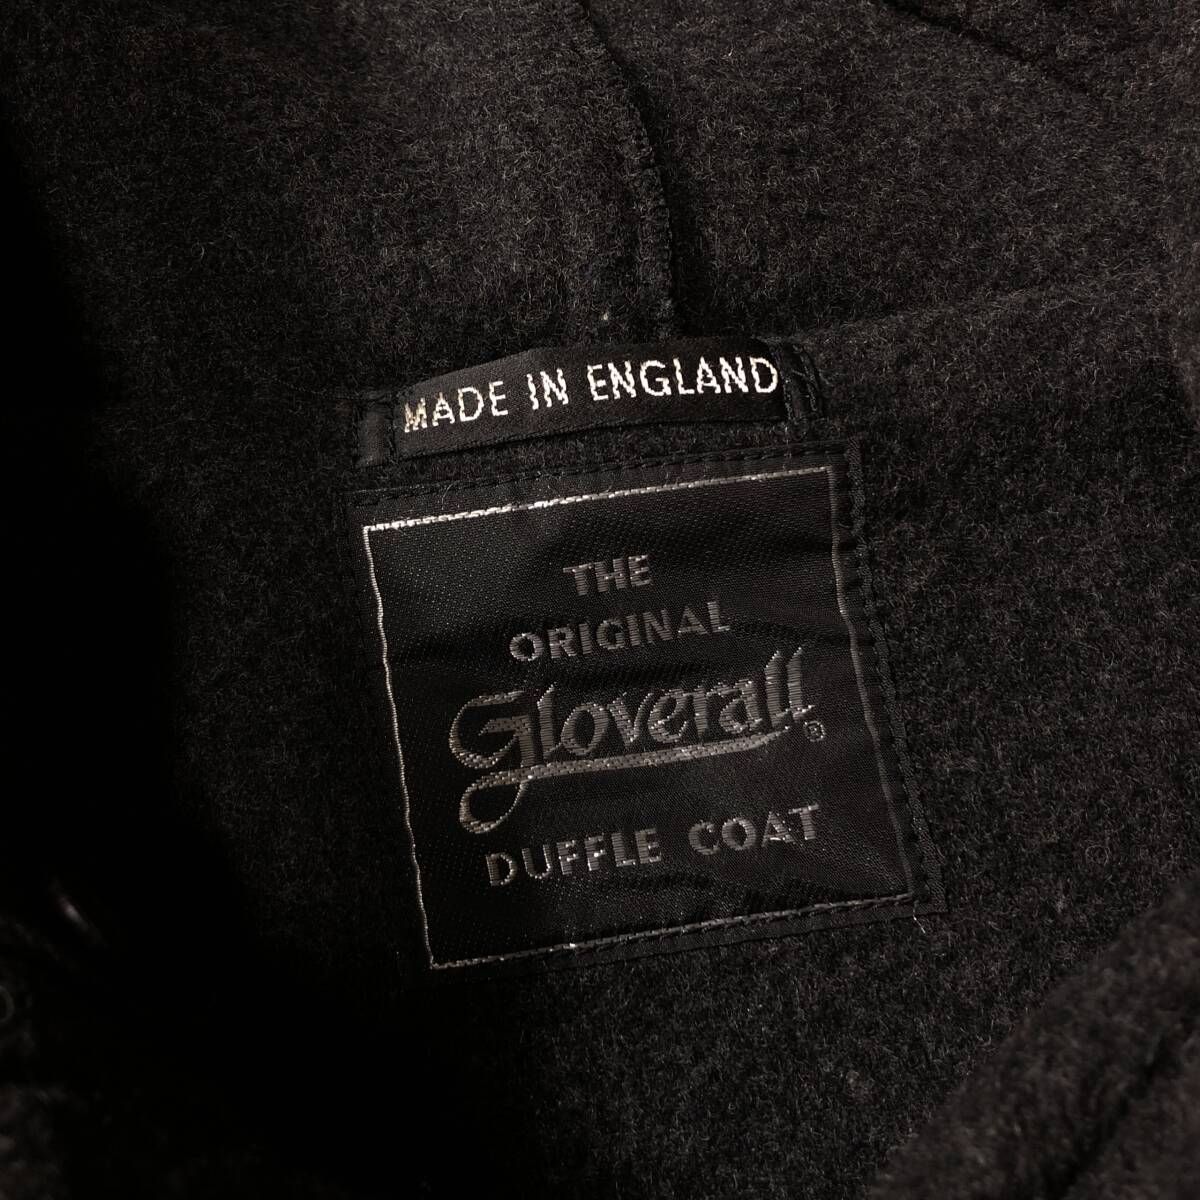 MADE IN ENGLAND
THE
ORIGINAL
Gloverall®
DUFFLE COAT